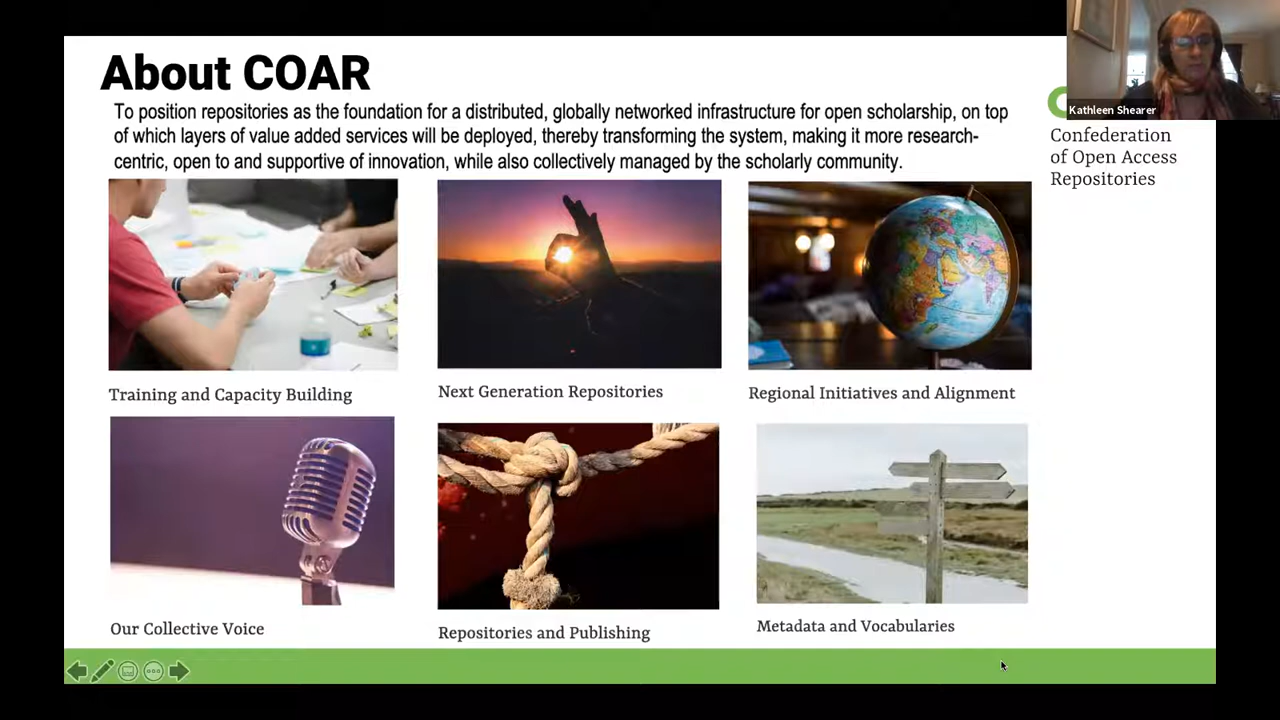 About COAR
To position repositories as the foundation for a distributed, globally networked infrastructure for open scholarship, on top
of which layers of value added services will be deployed, thereby transforming the system, making it more research-
centric, open to and supportive of innovation, while also collectively managed by the scholarly community.
Kathleen Shearer
Confederation
of Open Access
Repositories
Training and Capacity Building
Next Generation Repositories
Regional Initiatives and Alignment
Our Collective Voice
Repositories and Publishing
Metadata and Vocabularies